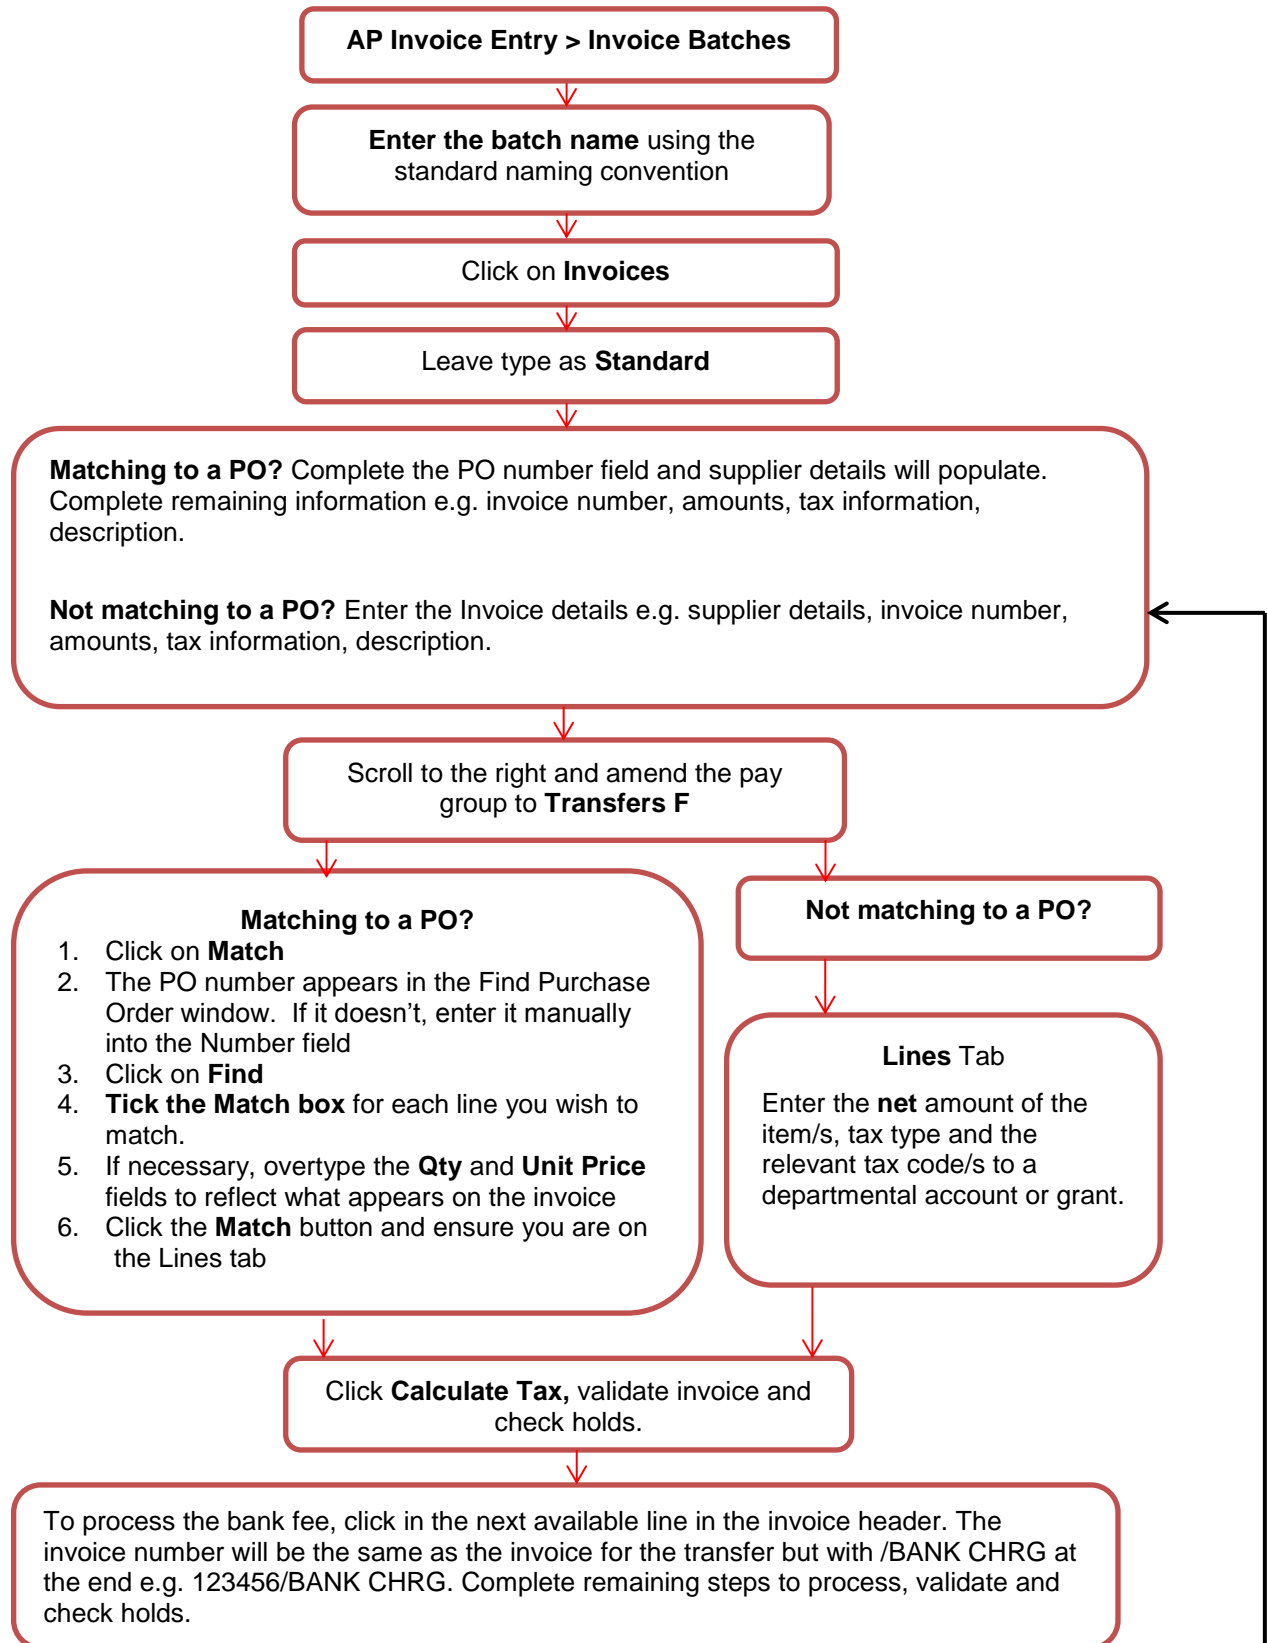 AP Invoice Entry > Invoice Batches
Enter the batch name using the
standard naming convention
Click on Invoices
Leave type as Standard
Matching to a PO? Complete the PO number field and supplier details will populate.
Complete remaining information e.g. invoice number, amounts, tax information,
description.
Not matching to a PO? Enter the Invoice details e.g. supplier details, invoice number,
amounts, tax information, description.
Scroll to the right and amend the pay
group to Transfers F
Matching to a PO?
1. Click on Match
2. The PO number appears in the Find Purchase
Order window.  If it doesn’t, enter it manually
into the Number field
3. Click on Find
4. Tick the Match box for each line you wish to
match.
5. If necessary, overtype the Qty and Unit Price
fields to reflect what appears on the invoice
6. Click the Match button and ensure you are on
the Lines tab
Not matching to a PO?
Lines Tab
Enter the net amount of the
item/s, tax type and the
relevant tax code/s to a
departmental account or grant.
Click Calculate Tax, validate invoice and
check holds.
To process the bank fee, click in the next available line in the invoice header. The
invoice number will be the same as the invoice for the transfer but with /BANK CHRG at
the end e.g. 123456/BANK CHRG. Complete remaining steps to process, validate and
check holds.